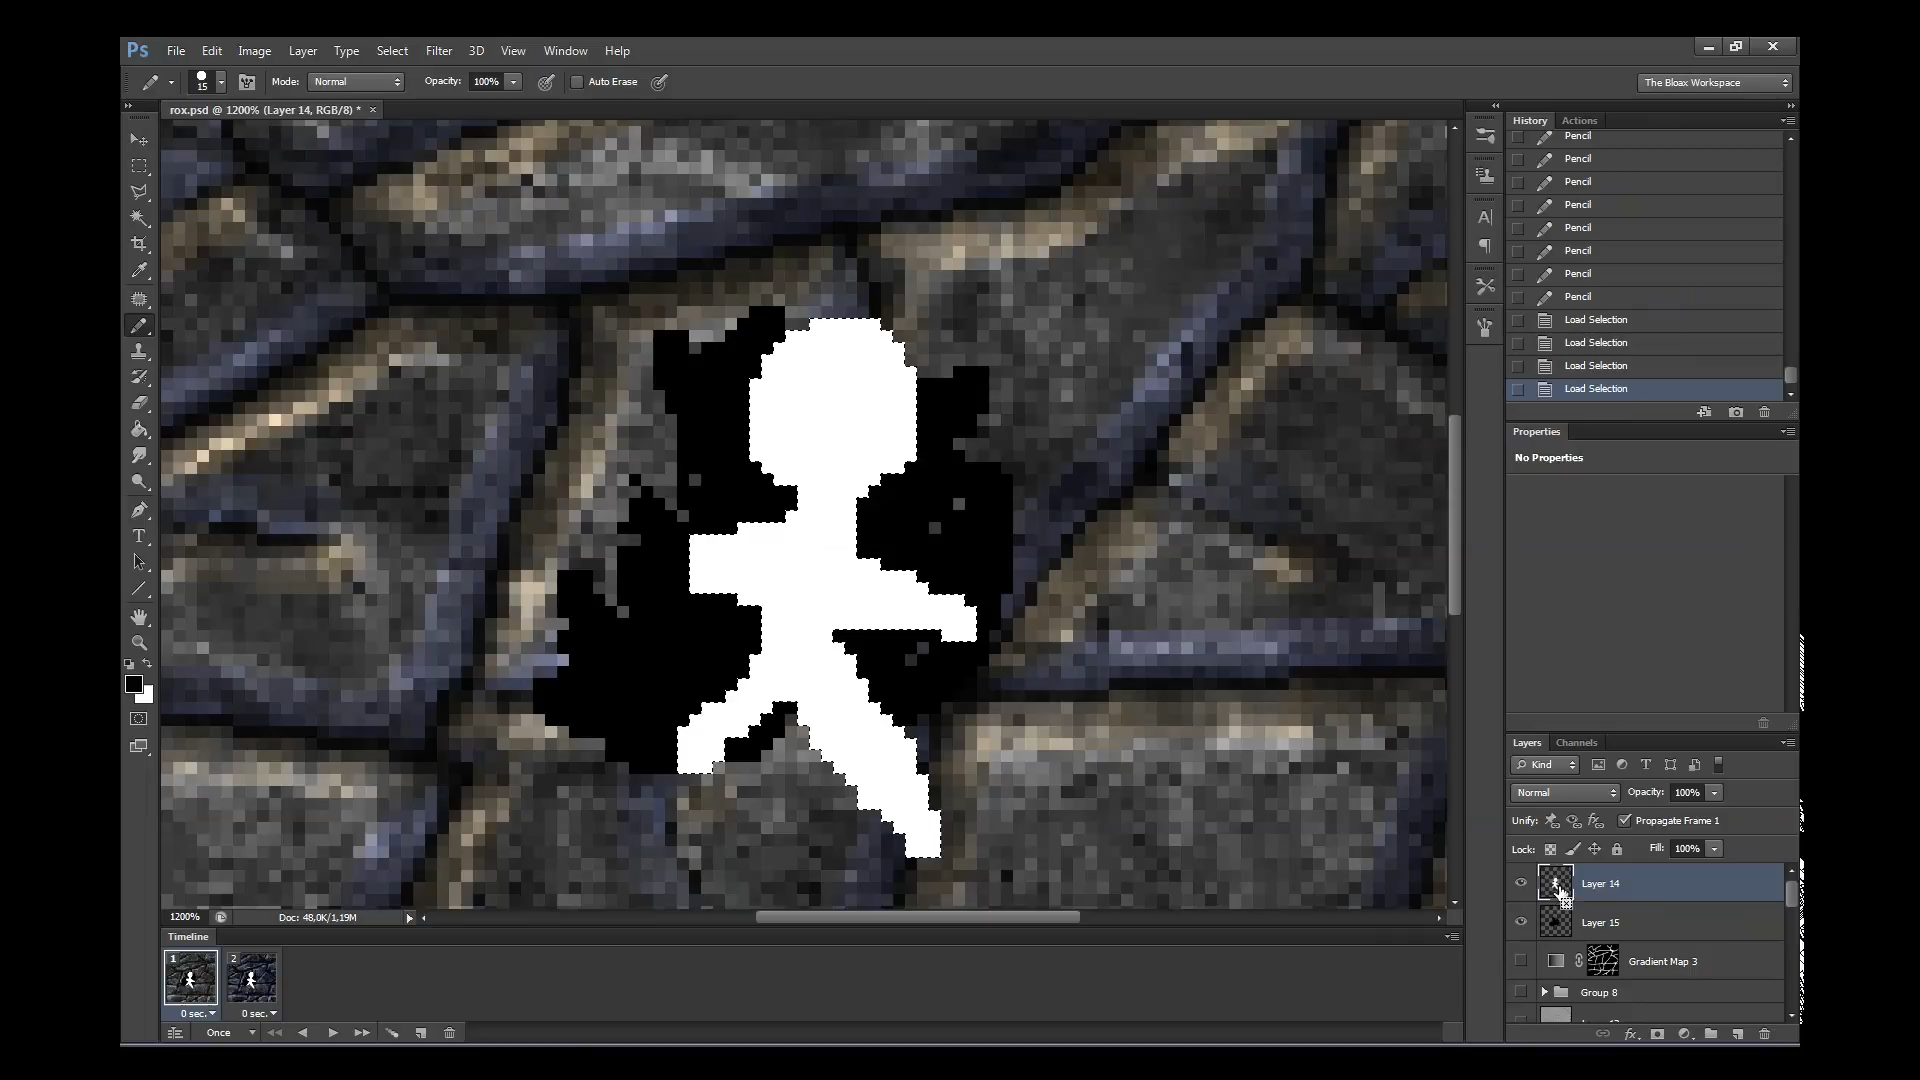 Ps File Edit Image Layer Type Select Filter 3D View Window Help
15 Mode: Normal Opacity: 100% Auto Erase The Bloax Workspace
rox.psd @ 1200% (Layer 14, RGB/8) *
History Actions
Pencil
Pencil
Pencil
Pencil
Pencil
Pencil
Pencil
Pencil
Load Selection
Load Selection
Load Selection
Load Selection
Properties
No Properties
Layers Channels
Kind
Normal Opacity: 100%
Unify: Propagate Frame 1
Lock: Fill: 100%
Layer 14
Layer 15
Gradient Map 3
Group 8
1200% Doc: 48,0K/1,19M
Timeline
1 2
0 sec. 0 sec.
Once